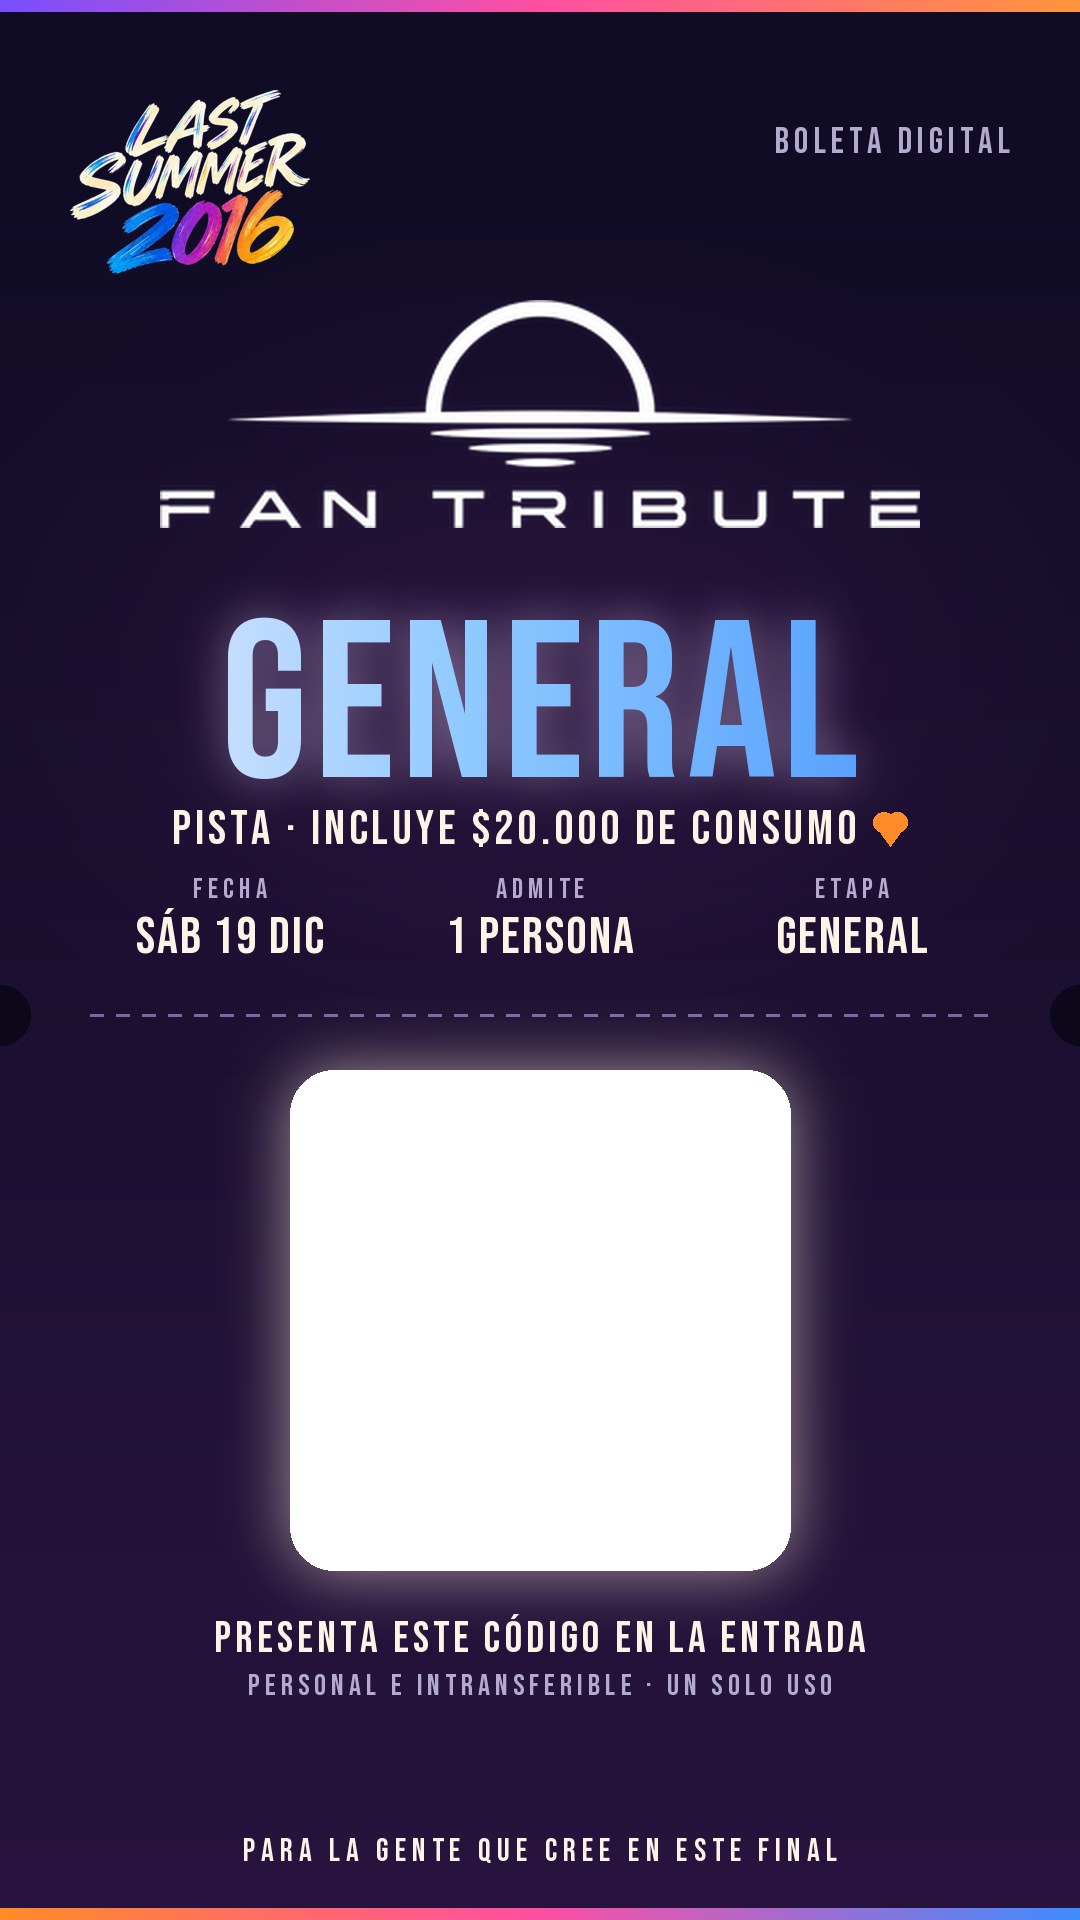 LAST
SUMMER
2016
BOLETA DIGITAL
FAN TRIBUTE
GENERAL
PISTA · INCLUYE $20.000 DE CONSUMO 🧡
FECHA
SÁB 19 DIC
ADMITE
1 PERSONA
ETAPA
GENERAL
PRESENTA ESTE CÓDIGO EN LA ENTRADA
PERSONAL E INTRANSFERIBLE · UN SOLO USO
PARA LA GENTE QUE CREE EN ESTE FINAL